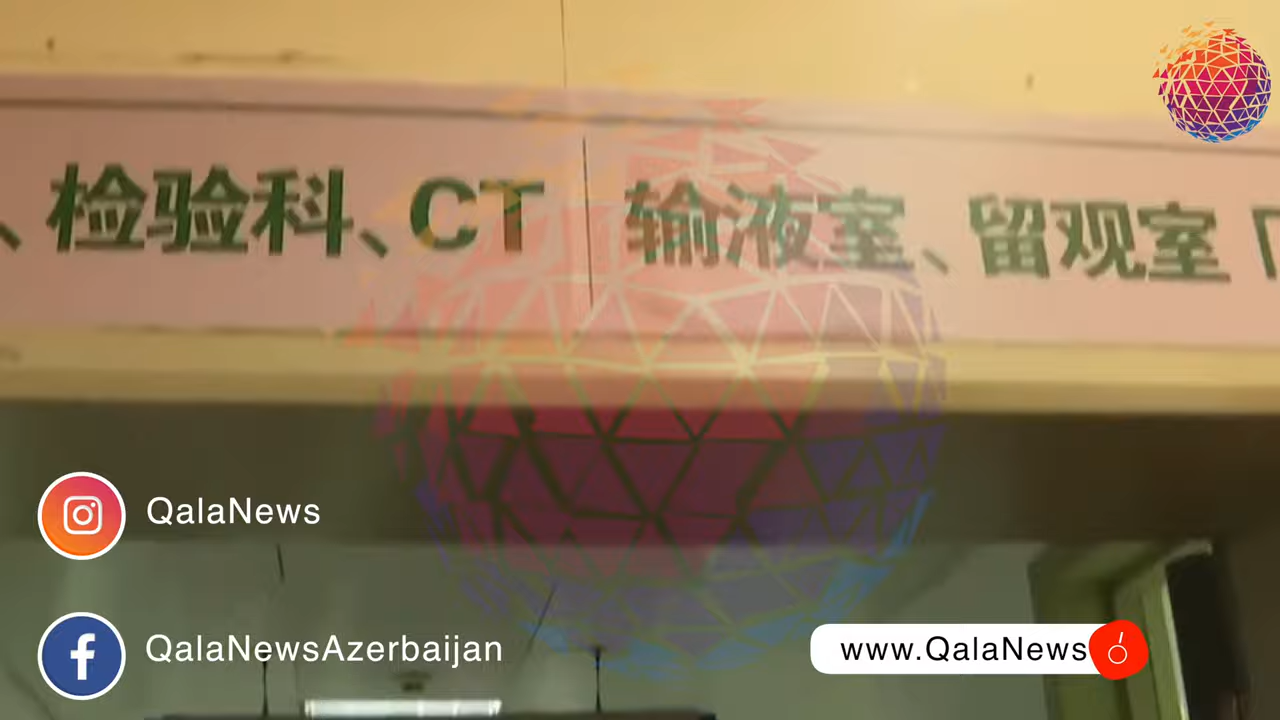 、检验科、CT 输液室、留观室
QalaNews
QalaNewsAzerbaijan
www.QalaNews